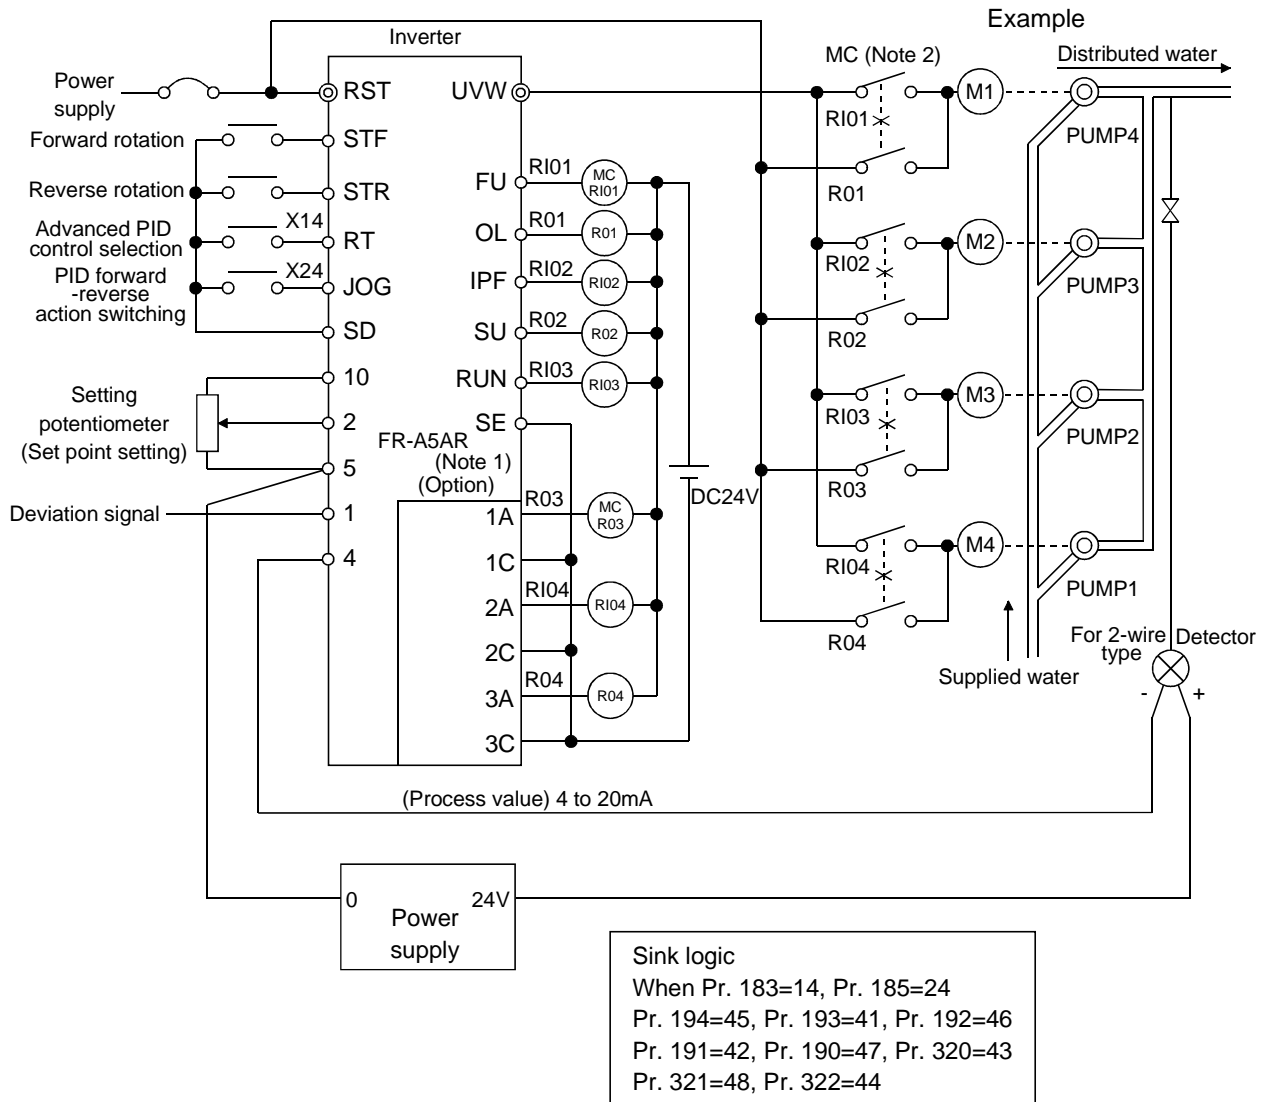 Example
Inverter
MC (Note 2)
Distributed water
Power
supply
RST
UVW
M1
RI01
PUMP4
Forward rotation
STF
Reverse rotation
STR
FU
RI01
MC
RI01
R01
X14
Advanced PID
control selection
RT
OL
R01
R01
M2
RI02
PUMP3
X24
PID forward
-reverse
action switching
JOG
IPF
RI02
RI02
SD
SU
R02
R02
R02
10
RUN
RI03
RI03
M3
Setting
potentiometer
(Set point setting)
2
SE
RI03
PUMP2
FR-A5AR
(Note 1)
(Option)
5
DC24V
R03
Deviation signal
1
1A
R03
MC
R03
M4
4
1C
RI04
PUMP1
2A
RI04
RI04
R04
2C
For 2-wire
type
Detector
Supplied water
3A
R04
R04
-
+
3C
(Process value) 4 to 20mA
0
24V
Power
supply
Sink logic
When Pr. 183=14, Pr. 185=24
Pr. 194=45, Pr. 193=41, Pr. 192=46
Pr. 191=42, Pr. 190=47, Pr. 320=43
Pr. 321=48, Pr. 322=44